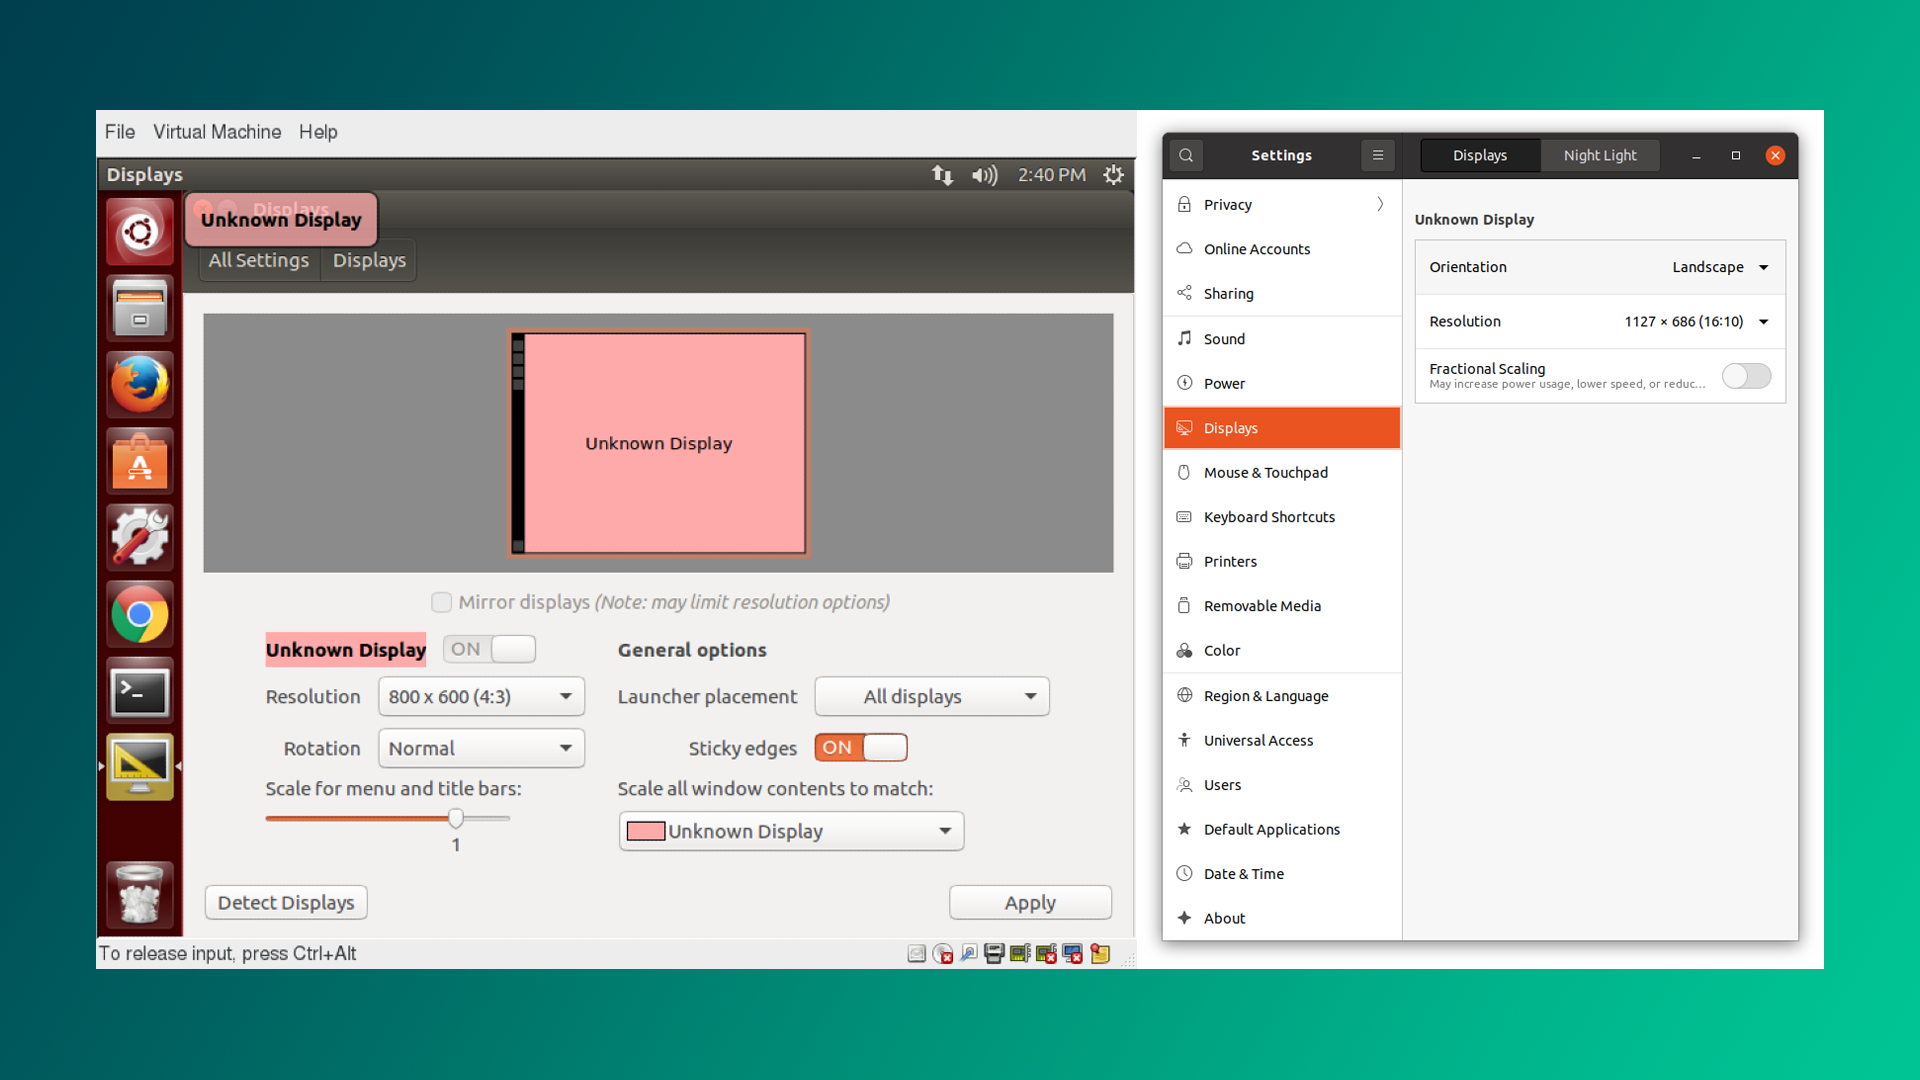 File Virtual Machine Help
Displays
2:40 PM
Displays
Unknown Display
All Settings Displays
Unknown Display
Mirror displays (Note: may limit resolution options)
Unknown Display ON
Resolution 800 x 600 (4:3)
Rotation Normal
Scale for menu and title bars:
1
General options
Launcher placement All displays
Sticky edges ON
Scale all window contents to match:
Unknown Display
Detect Displays
Apply
To release input, press Ctrl+Alt
Settings
Displays Night Light
Privacy
Online Accounts
Sharing
Sound
Power
Displays
Mouse & Touchpad
Keyboard Shortcuts
Printers
Removable Media
Color
Region & Language
Universal Access
Users
Default Applications
Date & Time
About
Unknown Display
Orientation Landscape
Resolution 1127 × 686 (16:10)
Fractional Scaling
May increase power usage, lower speed, or reduc...